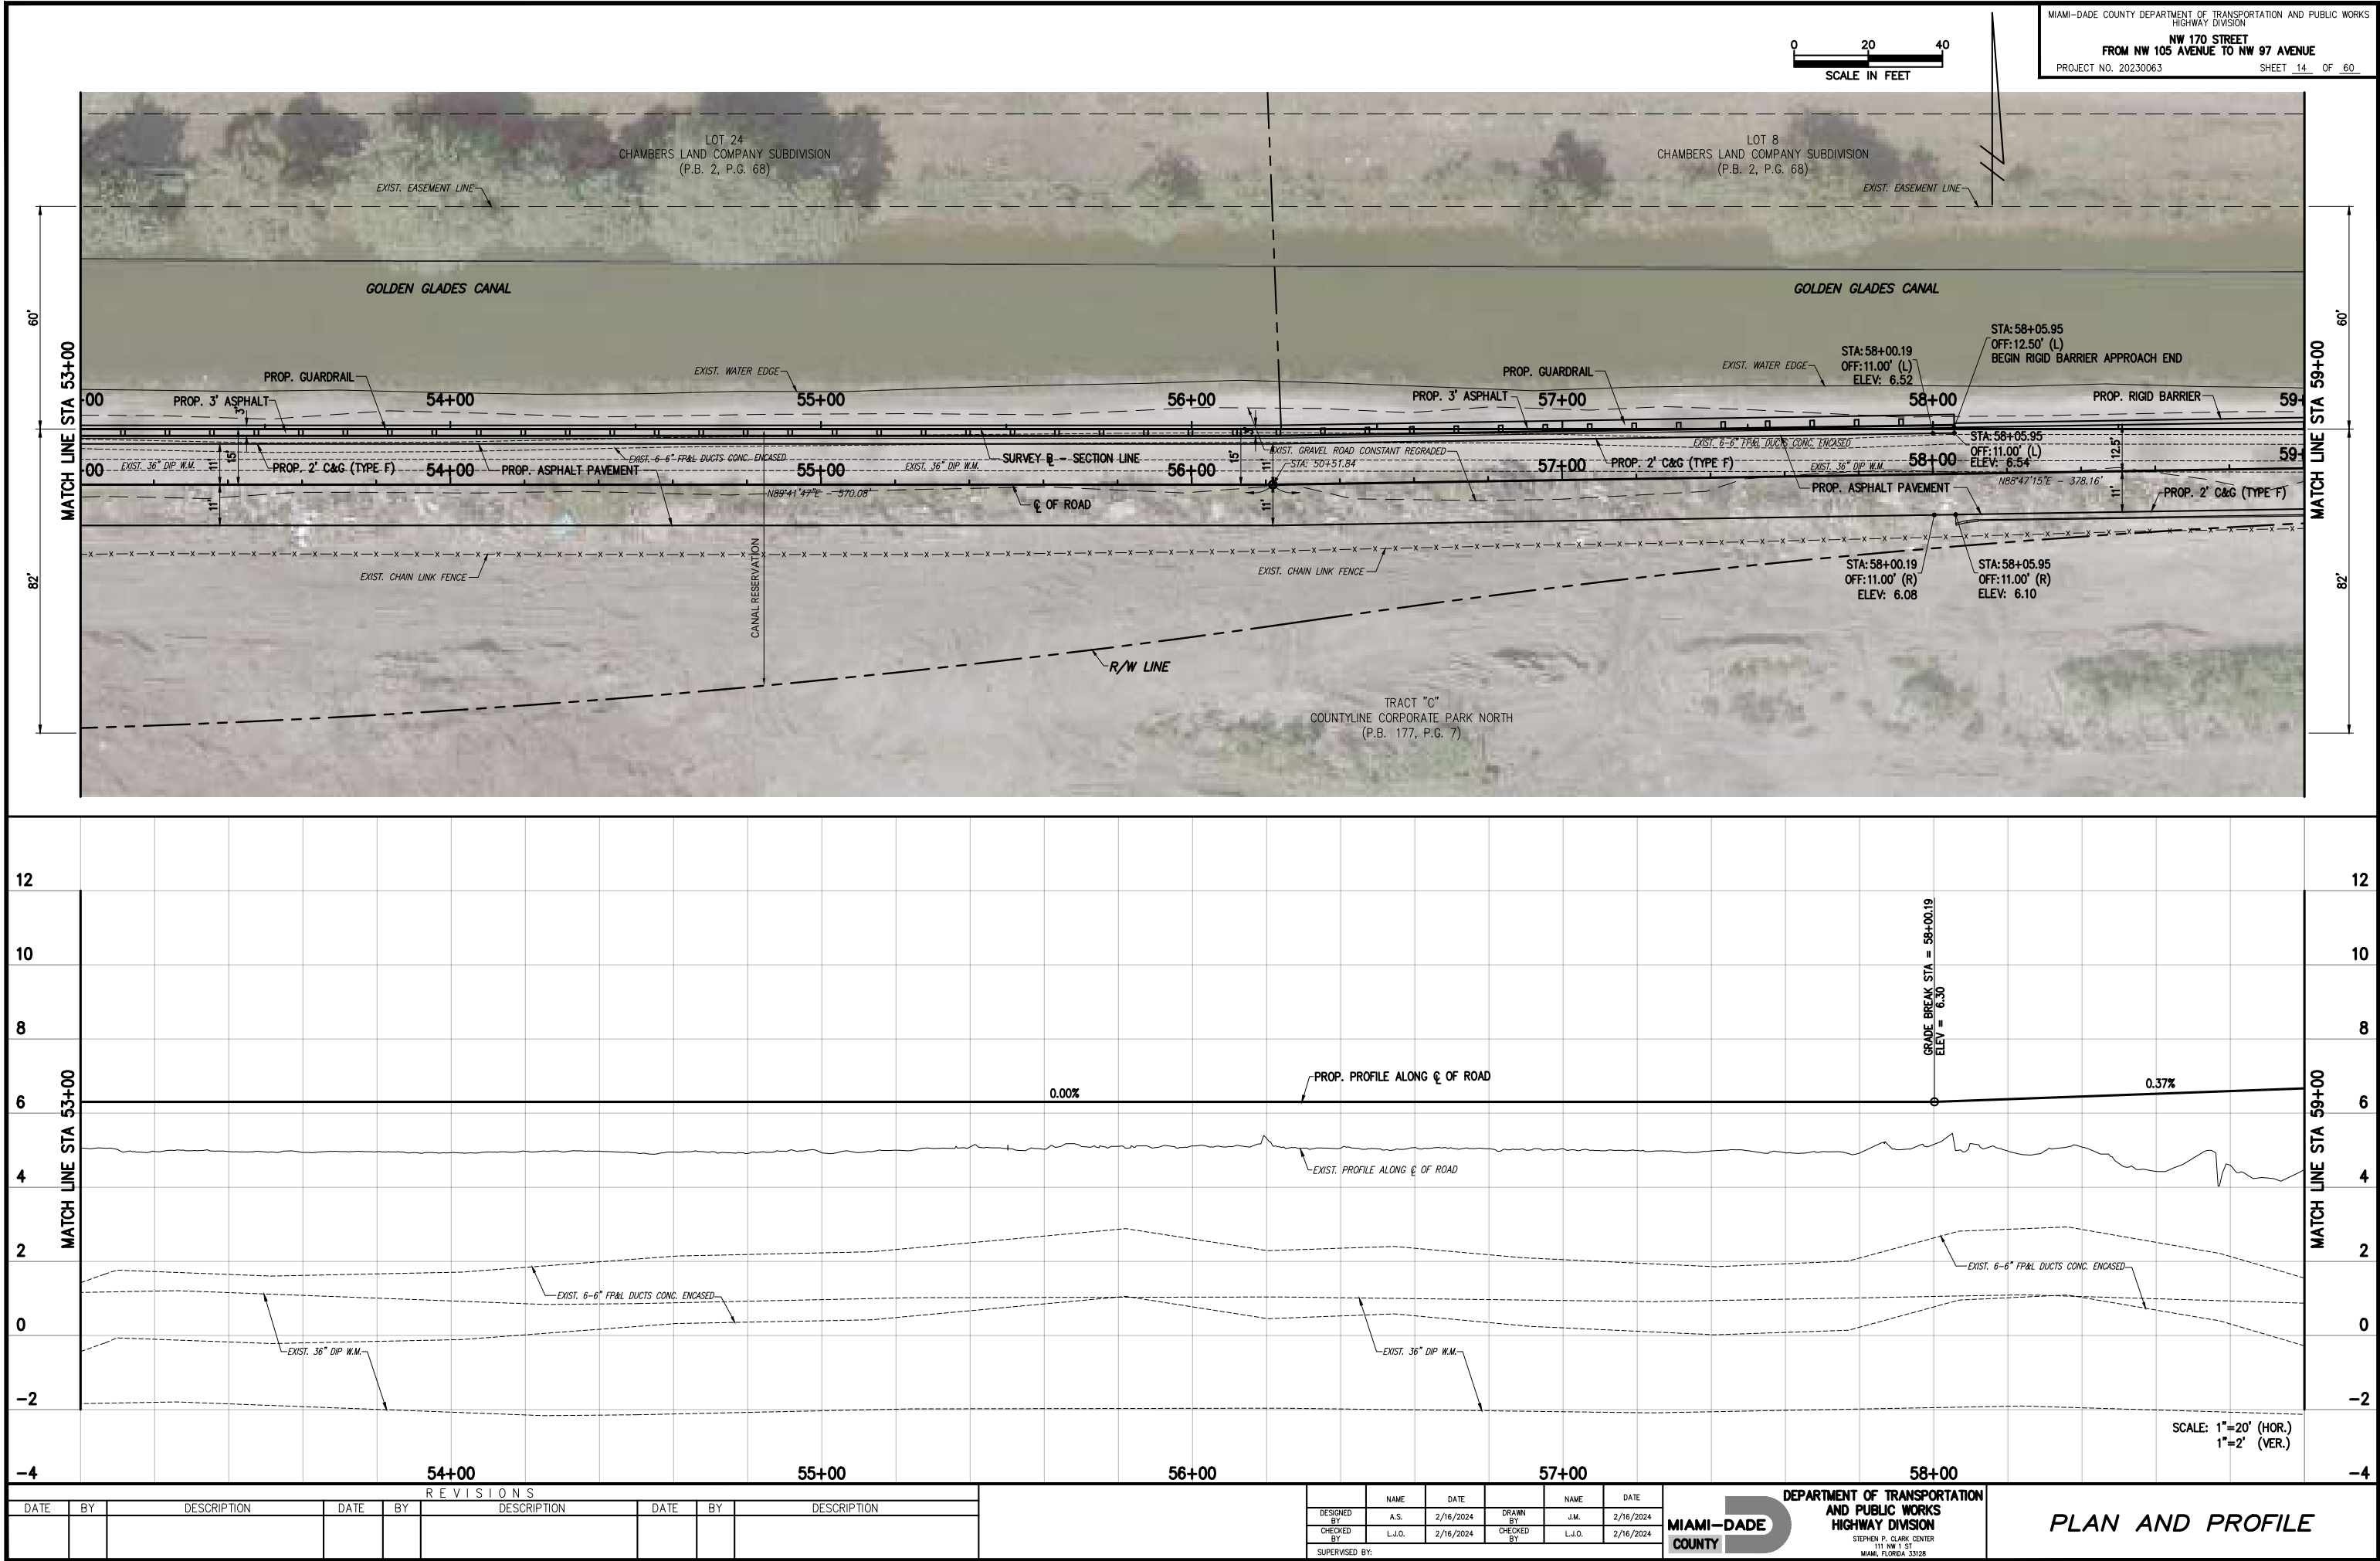 MIAMI-DADE COUNTY DEPARTMENT OF TRANSPORTATION AND PUBLIC WORKS
HIGHWAY DIVISION
NW 170 STREET
FROM NW 105 AVENUE TO NW 97 AVENUE
PROJECT NO. 20230063 SHEET 14 OF 60
0 20 40
SCALE IN FEET
LOT 24
CHAMBERS LAND COMPANY SUBDIVISION
(P.B. 2, P.G. 68)
LOT 8
CHAMBERS LAND COMPANY SUBDIVISION
(P.B. 2, P.G. 68)
EXIST. EASEMENT LINE
EXIST. EASEMENT LINE
GOLDEN GLADES CANAL
GOLDEN GLADES CANAL
60'
60'
82'
82'
MATCH LINE STA 53+00
MATCH LINE STA 59+00
STA: 58+05.95
OFF: 12.50' (L)
BEGIN RIGID BARRIER APPROACH END
STA: 58+00.19
OFF: 11.00' (L)
ELEV: 6.52
EXIST. WATER EDGE
EXIST. WATER EDGE
PROP. GUARDRAIL
PROP. GUARDRAIL
PROP. 3' ASPHALT
PROP. 3' ASPHALT
PROP. RIGID BARRIER
00 54+00 55+00 56+00 57+00 58+00 59+
3'
3'
STA: 58+05.95
OFF: 11.00' (L)
ELEV: 6.54
EXIST. 6-6" FP&L DUCTS CONC. ENCASED
EXIST. 6-6" FP&L DUCTS CONC. ENCASED
SURVEY BL - SECTION LINE
EXIST. GRAVEL ROAD CONSTANT REGRADED
STA: 50+51.84
00 54+00 55+00 56+00 57+00 58+00 59+
EXIST. 36" DIP W.M.
EXIST. 36" DIP W.M.
EXIST. 36" DIP W.M.
PROP. 2' C&G (TYPE F)
PROP. 2' C&G (TYPE F)
PROP. 2' C&G (TYPE F)
PROP. ASPHALT PAVEMENT
PROP. ASPHALT PAVEMENT
11'
15'
11'
15'
11'
11'
12.5'
11'
N89°41'47"E - 570.08'
N88°47'15"E - 378.16'
CL OF ROAD
CANAL RESERVATION
EXIST. CHAIN LINK FENCE
EXIST. CHAIN LINK FENCE
STA: 58+00.19
OFF: 11.00' (R)
ELEV: 6.08
STA: 58+05.95
OFF: 11.00' (R)
ELEV: 6.10
R/W LINE
TRACT "C"
COUNTYLINE CORPORATE PARK NORTH
(P.B. 177, P.G. 7)
12 12
10 10
8 8
6 6
4 4
2 2
0 0
-2 -2
-4 -4
MATCH LINE STA 53+00
MATCH LINE STA 59+00
GRADE BREAK STA = 58+00.19
ELEV = 6.30
PROP. PROFILE ALONG CL OF ROAD
0.00%
0.37%
EXIST. PROFILE ALONG CL OF ROAD
EXIST. 6-6" FP&L DUCTS CONC. ENCASED
EXIST. 6-6" FP&L DUCTS CONC. ENCASED
EXIST. 36" DIP W.M.
EXIST. 36" DIP W.M.
SCALE: 1"=20' (HOR.)
1"=2' (VER.)
54+00 55+00 56+00 57+00 58+00
REVISIONS
DATE BY DESCRIPTION DATE BY DESCRIPTION DATE BY DESCRIPTION
NAME DATE NAME DATE
DESIGNED BY A.S. 2/16/2024 DRAWN BY J.M. 2/16/2024
CHECKED BY L.J.O. 2/16/2024 CHECKED BY L.J.O. 2/16/2024
SUPERVISED BY:
MIAMI-DADE
COUNTY
DEPARTMENT OF TRANSPORTATION
AND PUBLIC WORKS
HIGHWAY DIVISION
STEPHEN P. CLARK CENTER
111 NW 1 ST
MIAMI, FLORIDA 33128
PLAN AND PROFILE